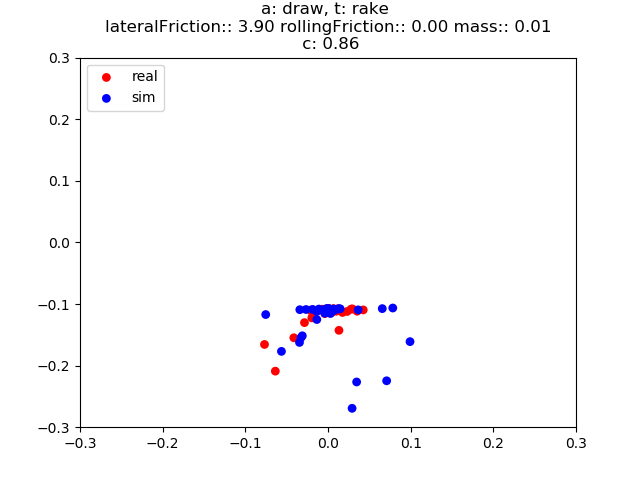 a: draw, t: rake
lateralFriction:: 3.90 rollingFriction:: 0.00 mass:: 0.01
c: 0.86
real
sim
0.3
0.2
0.1
0.0
−0.1
−0.2
−0.3
−0.3
−0.2
−0.1
0.0
0.1
0.2
0.3